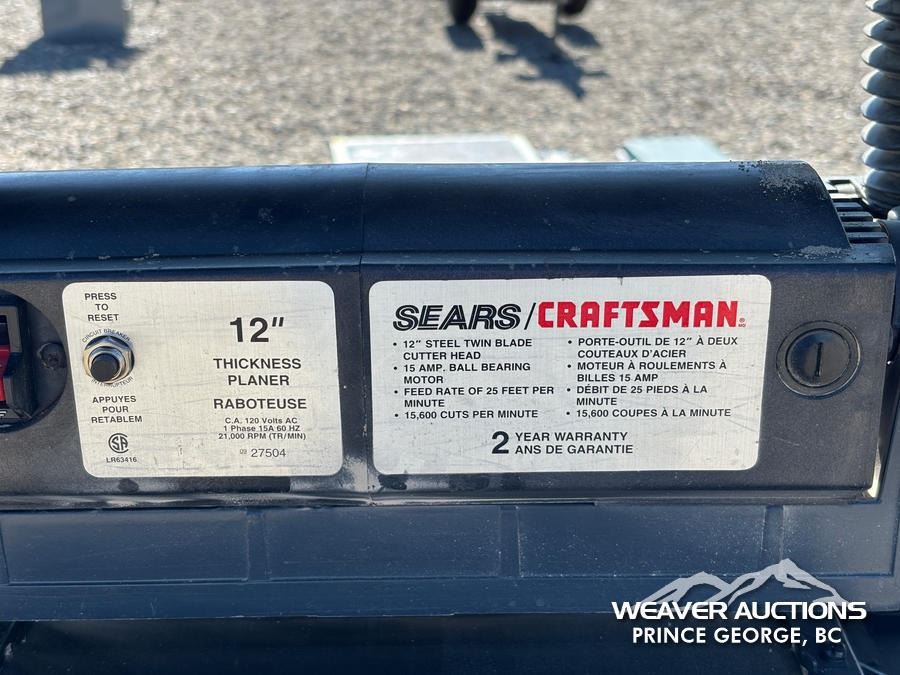 PRESS
TO
RESET
CIRCUIT BREAKER
INTERRUPTEUR
APPUYES
POUR
RETABLEM
SA
LR63416
12"
THICKNESS
PLANER
RABOTEUSE
C.A. 120 Volts AC
1 Phase 15A 60 HZ
21,000 RPM (TR/MIN)
09 27504
SEARS/CRAFTSMAN
• 12" STEEL TWIN BLADE
CUTTER HEAD
• 15 AMP. BALL BEARING
MOTOR
• FEED RATE OF 25 FEET PER
MINUTE
• 15,600 CUTS PER MINUTE
• PORTE-OUTIL DE 12" À DEUX
COUTEAUX D'ACIER
• MOTEUR À ROULEMENTS À
BILLES 15 AMP
• DÉBIT DE 25 PIEDS À LA
MINUTE
• 15,600 COUPES À LA MINUTE
2 YEAR WARRANTY
ANS DE GARANTIE
WEAVER AUCTIONS
PRINCE GEORGE, BC